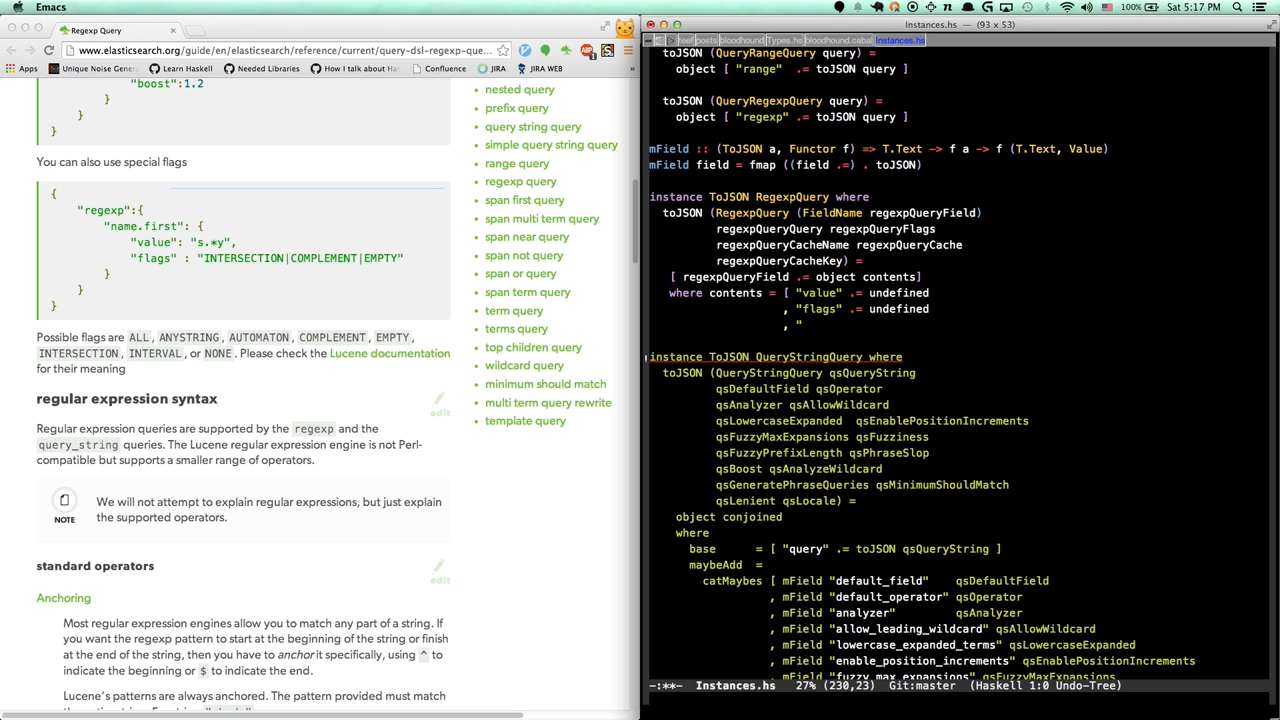 Emacs
100%
Sat 5:17 PM
Regexp Query
www.elasticsearch.org/guide/en/elasticsearch/reference/current/query-dsl-regexp-que...
Apps
Unique Noise Gener
Learn Haskell
Needed Libraries
How I talk about Has
Confluence
JIRA
JIRA WEB
"boost":1.2
}
}
}
You can also use special flags
{
"regexp":{
"name.first": {
"value": "s.*y",
"flags" : "INTERSECTION|COMPLEMENT|EMPTY"
}
}
}
Possible flags are ALL, ANYSTRING, AUTOMATON, COMPLEMENT, EMPTY,
INTERSECTION, INTERVAL, or NONE. Please check the Lucene documentation
for their meaning
regular expression syntax
edit
Regular expression queries are supported by the regexp and the
query_string queries. The Lucene regular expression engine is not Perl-
compatible but supports a smaller range of operators.
NOTE
We will not attempt to explain regular expressions, but just explain
the supported operators.
standard operators
edit
Anchoring
Most regular expression engines allow you to match any part of a string. If
you want the regexp pattern to start at the beginning of the string or finish
at the end of the string, then you have to anchor it specifically, using ^ to
indicate the beginning or $ to indicate the end.
Lucene's patterns are always anchored. The pattern provided must match
nested query
prefix query
query string query
simple query string query
range query
regexp query
span first query
span multi term query
span near query
span not query
span or query
span term query
term query
terms query
top children query
wildcard query
minimum should match
multi term query rewrite
template query
Instances.hs — (93 × 53)
posts
bloodhound
Types.hs
bloodhound.cabal
Instances.hs
toJSON (QueryRangeQuery query) =
object [ "range" .= toJSON query ]
toJSON (QueryRegexpQuery query) =
object [ "regexp" .= toJSON query ]
mField :: (ToJSON a, Functor f) => T.Text -> f a -> f (T.Text, Value)
mField field = fmap ((field .=) . toJSON)
instance ToJSON RegexpQuery where
toJSON (RegexpQuery (FieldName regexpQueryField)
regexpQueryQuery regexpQueryFlags
regexpQueryCacheName regexpQueryCache
regexpQueryCacheKey) =
[ regexpQueryField .= object contents]
where contents = [ "value" .= undefined
, "flags" .= undefined
, "
instance ToJSON QueryStringQuery where
toJSON (QueryStringQuery qsQueryString
qsDefaultField qsOperator
qsAnalyzer qsAllowWildcard
qsLowercaseExpanded qsEnablePositionIncrements
qsFuzzyMaxExpansions qsFuzziness
qsFuzzyPrefixLength qsPhraseSlop
qsBoost qsAnalyzeWildcard
qsGeneratePhraseQueries qsMinimumShouldMatch
qsLenient qsLocale) =
object conjoined
where
base = [ "query" .= toJSON qsQueryString ]
maybeAdd =
catMaybes [ mField "default_field" qsDefaultField
, mField "default_operator" qsOperator
, mField "analyzer" qsAnalyzer
, mField "allow_leading_wildcard" qsAllowWildcard
, mField "lowercase_expanded_terms" qsLowercaseExpanded
, mField "enable_position_increments" qsEnablePositionIncrements
, mField "fuzzy_max_expansions" qsFuzzyMaxExpansions
-:**- Instances.hs 27% (230,23) Git:master (Haskell 1:0 Undo-Tree)